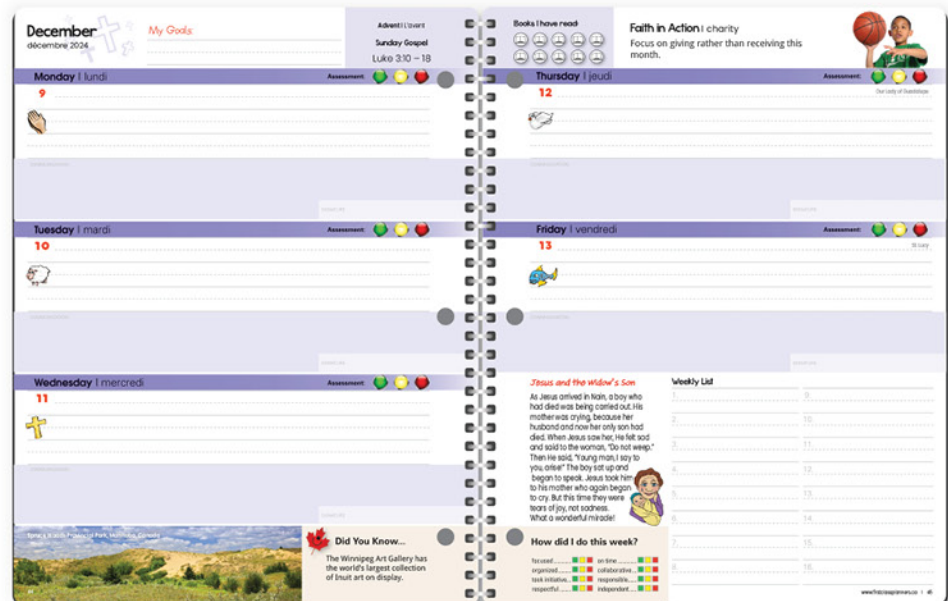 December
décembre 2024
My Goals:
Advent | L'avent
Sunday Gospel
Luke 3:10 – 18
Monday | lundi
Assessment:
9
Tuesday | mardi
Assessment:
10
Wednesday | mercredi
Assessment:
11
Provincial Park, Manitoba, Canada
Did You Know...
The Winnipeg Art Gallery has
the world's largest collection
of Inuit art on display.
Books I have read:
Faith in Action | charity
Focus on giving rather than receiving this
month.
Thursday | jeudi
Assessment:
12
Our Lady of Guadalupe
Friday | vendredi
Assessment:
13
St Lucy
Jesus and the Widow's Son
As Jesus arrived in Nain, a boy who
had died was being carried out. His
mother was crying, because her
husband and now her only son had
died. When Jesus saw her, He felt sad
and said to the woman, "Do not weep."
Then He said, "Young man, I say to
you, arise!" The boy sat up and
began to speak. Jesus took him
to his mother who again began
to cry. But this time they were
tears of joy, not sadness.
What a wonderful miracle!
Weekly List
1.
2.
3.
4.
5.
6.
7.
8.
9.
10.
11.
12.
13.
14.
15.
16.
How did I do this week?
focused
organized
took initiative
respectful
on time
collaborative
responsible
independent
www.firstclassplanners.ca | 45